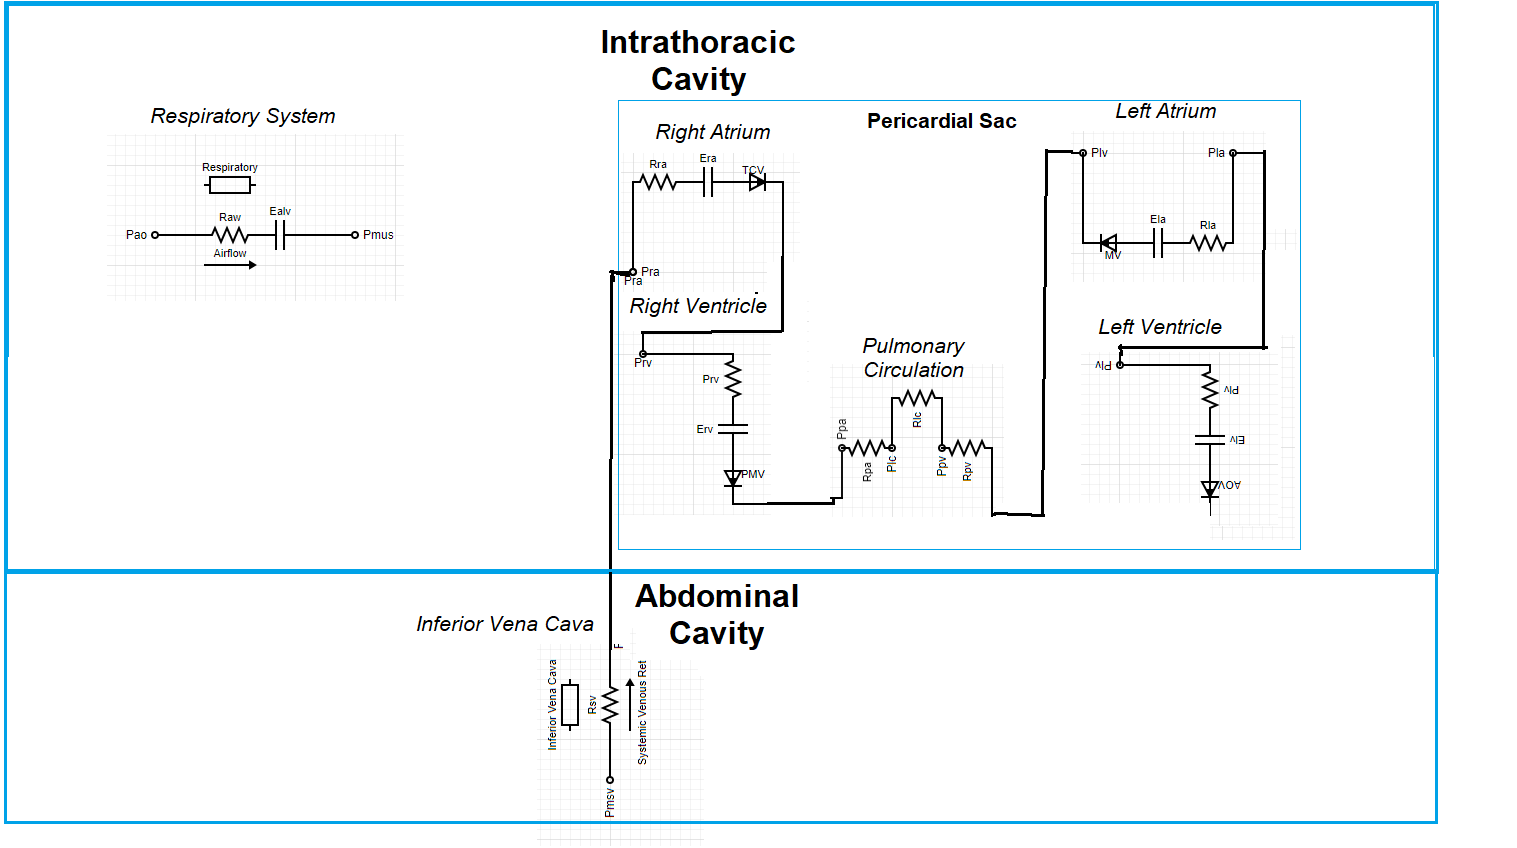 Intrathoracic
Cavity
Respiratory System
Respiratory
Raw
Ealv
Pao
Pmus
Airflow
Pericardial Sac
Right Atrium
Rra
Era
TCV
Pra
Pra
Right Ventricle
Prv
Prv
Erv
PMV
Pulmonary
Circulation
Ppa
Rpa
Plc
Rlc
Ppv
Rpv
Left Atrium
Plv
Pla
Ela
Rla
MV
Left Ventricle
Plv
Plv
Elv
AOV
Abdominal
Cavity
Inferior Vena Cava
Inferior Vena Cava
Rsv
Systemic Venous Ret
Pmsv